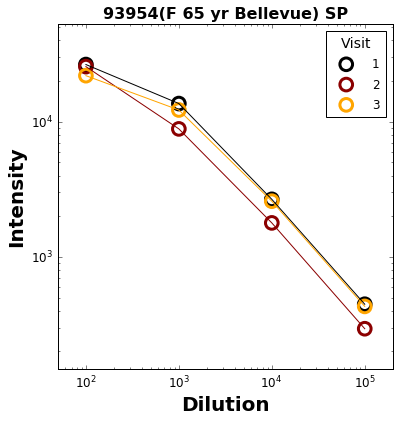 93954(F 65 yr Bellevue) SP
Visit
1
2
3
Intensity
10⁴
10³
10² 10³ 10⁴ 10⁵
Dilution